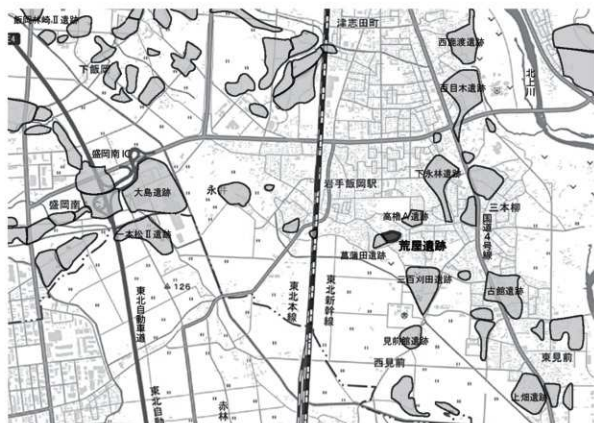 飯岡林崎Ⅱ遺跡
津志田町
西鹿渡遺跡
下飯岡
百目木遺跡
北上川
盛岡南IC
大島遺跡
永井
岩手飯岡駅
下永林遺跡
三本柳
盛岡南
高櫓A遺跡
国道4号線
一本松Ⅱ遺跡
荒屋遺跡
菖蒲田遺跡
126
三百刈田遺跡
古館遺跡
東北自動車道
東北本線
東北新幹線
見前館遺跡
西見前
東見前
東北自動
赤林
上畑遺跡